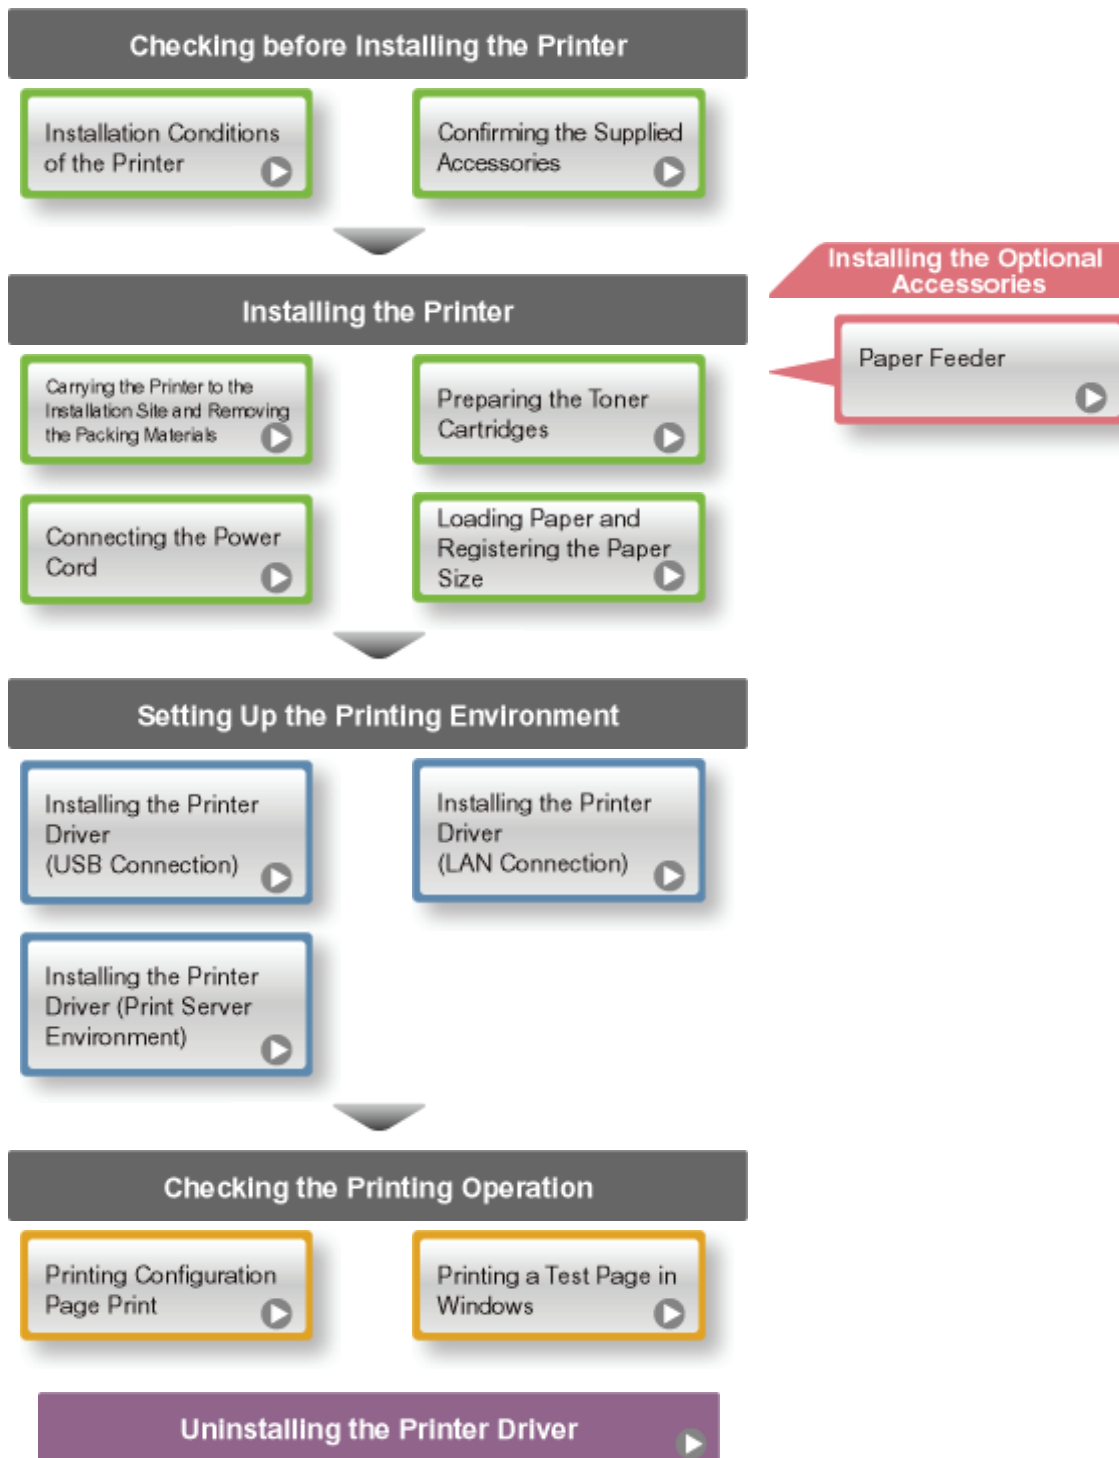 Checking before Installing the Printer
Installation Conditions
of the Printer
Confirming the Supplied
Accessories
Installing the Optional
Accessories
Paper Feeder
Installing the Printer
Carrying the Printer to the
Installation Site and Removing
the Packing Materials
Preparing the Toner
Cartridges
Connecting the Power
Cord
Loading Paper and
Registering the Paper
Size
Setting Up the Printing Environment
Installing the Printer
Driver
(USB Connection)
Installing the Printer
Driver
(LAN Connection)
Installing the Printer
Driver (Print Server
Environment)
Checking the Printing Operation
Printing Configuration
Page Print
Printing a Test Page in
Windows
Uninstalling the Printer Driver